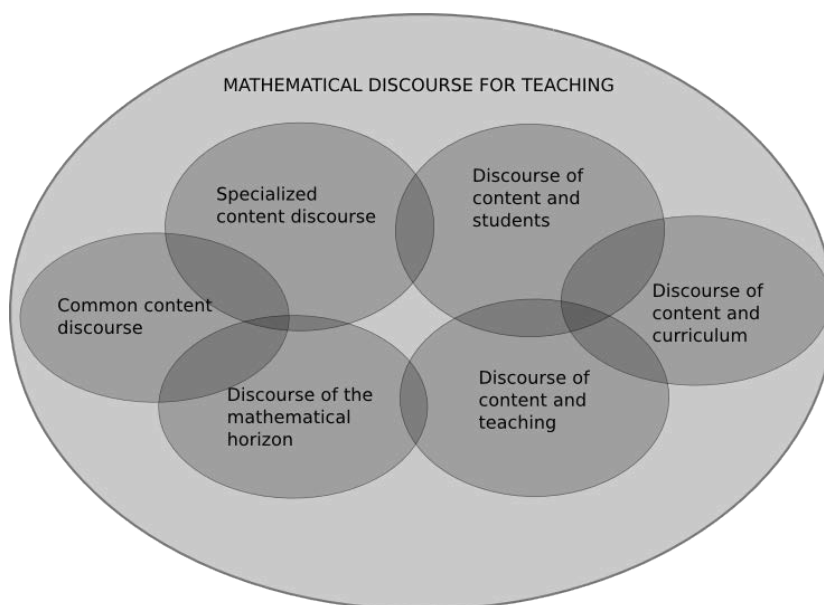 MATHEMATICAL DISCOURSE FOR TEACHING
Specialized
content discourse
Discourse of
content and
students
Common content
discourse
Discourse of
content and
curriculum
Discourse of the
mathematical
horizon
Discourse of
content and
teaching